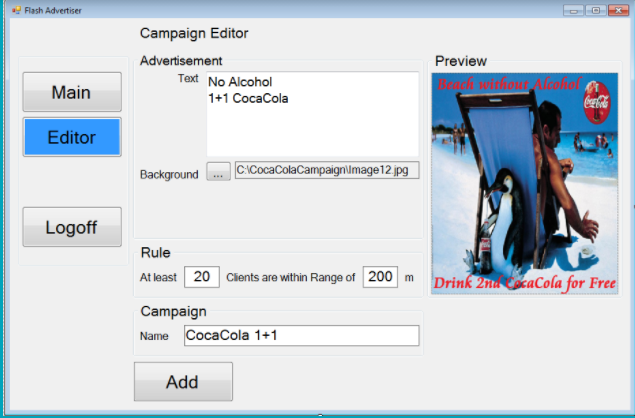 Flash Advertiser
Campaign Editor
Main
Editor
Logoff
Advertisement
Text
No Alcohol
1+1 CocaCola
Background
...
C:\CocaColaCampaign\Image12.jpg
Rule
At least
20
Clients are within Range of
200
m
Campaign
Name
CocaCola 1+1
Add
Preview
Beach without Alcohol
Coca-Cola
Drink 2nd CocaCola for Free